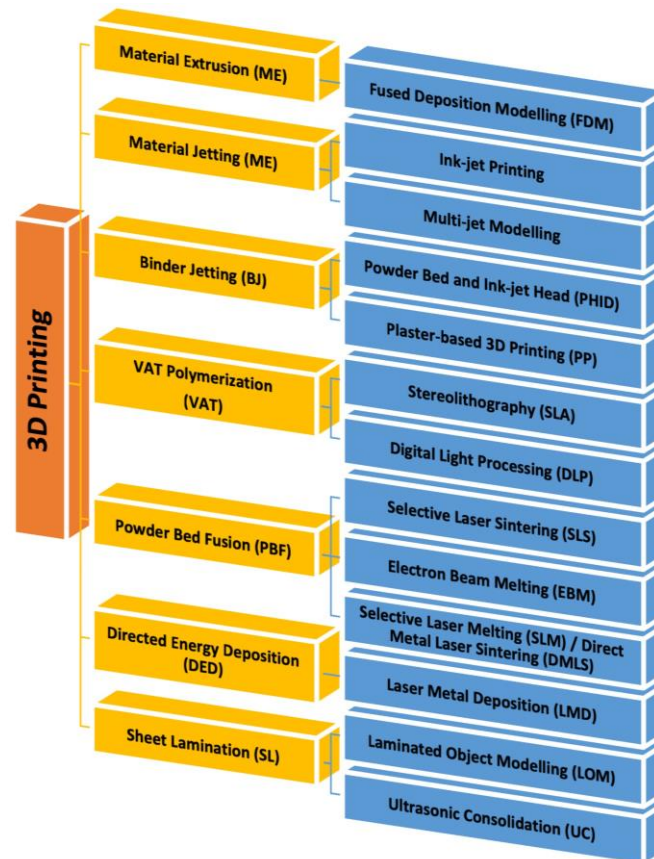 3D Printing
Material Extrusion (ME)
Fused Deposition Modelling (FDM)
Material Jetting (ME)
Ink-jet Printing
Multi-jet Modelling
Binder Jetting (BJ)
Powder Bed and Ink-jet Head (PHID)
Plaster-based 3D Printing (PP)
VAT Polymerization
(VAT)
Stereolithography (SLA)
Digital Light Processing (DLP)
Powder Bed Fusion (PBF)
Selective Laser Sintering (SLS)
Electron Beam Melting (EBM)
Selective Laser Melting (SLM) / Direct
Metal Laser Sintering (DMLS)
Directed Energy Deposition
(DED)
Laser Metal Deposition (LMD)
Sheet Lamination (SL)
Laminated Object Modelling (LOM)
Ultrasonic Consolidation (UC)